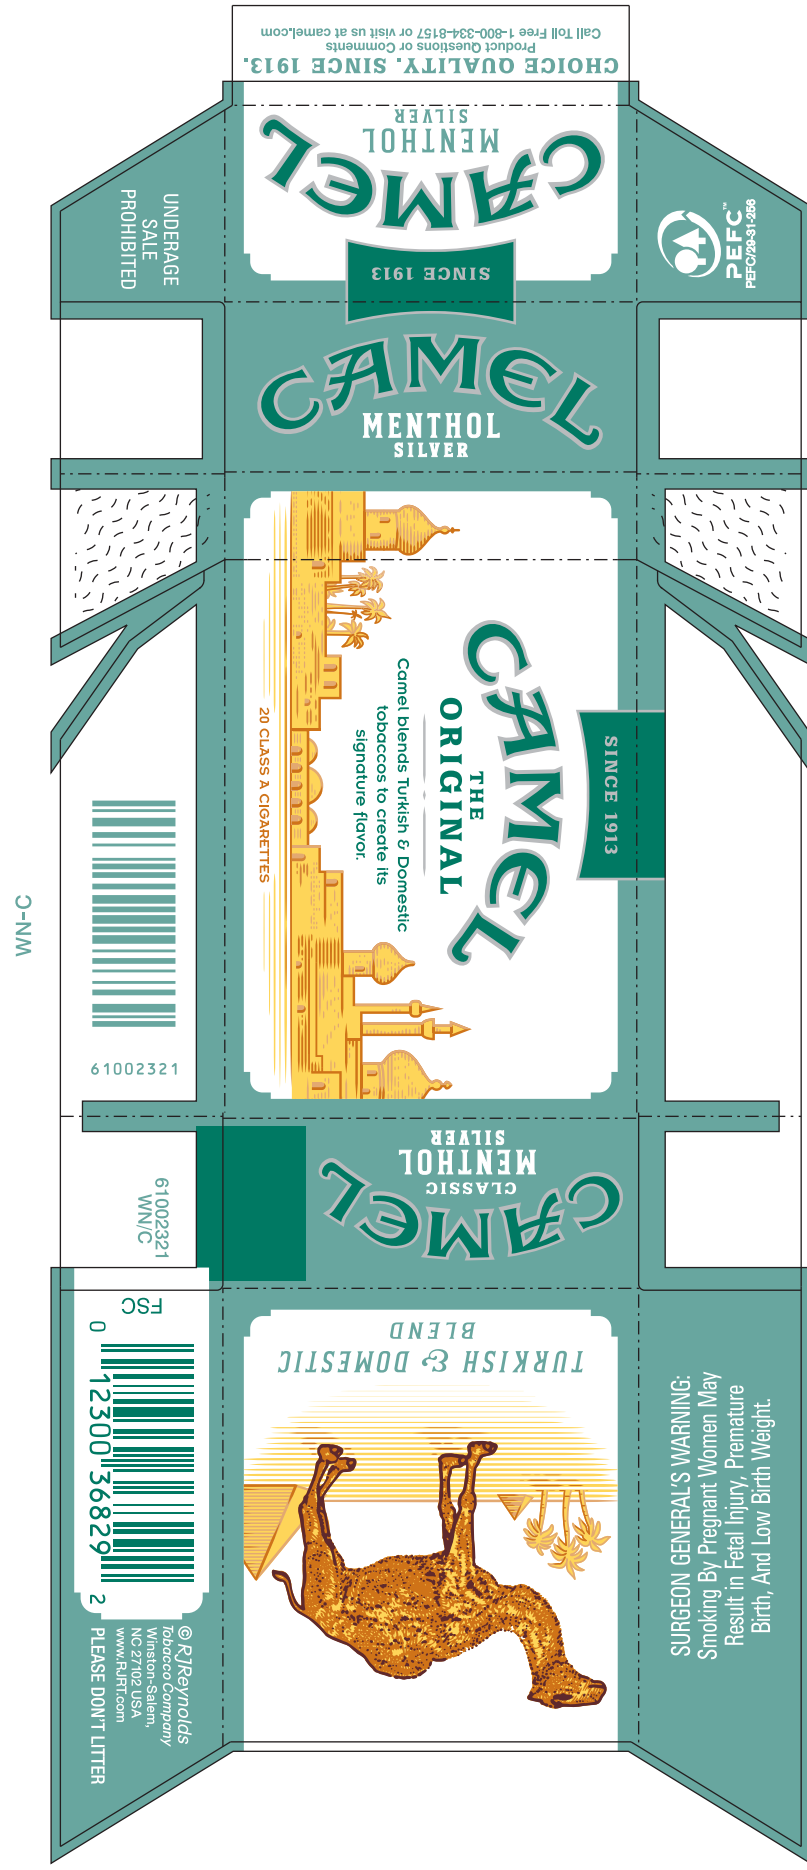 Call Toll Free 1-800-334-8157 or visit us at camel.com
Product Questions or Comments
CHOICE QUALITY. SINCE 1913.
CAMEL
MENTHOL
SILVER
SINCE 1913
UNDERAGE
SALE
PROHIBITED
PEFC™
PEFC/29-31-256
CAMEL
MENTHOL
SILVER
SINCE 1913
CAMEL
THE
ORIGINAL
Camel blends Turkish & Domestic
tobaccos to create its
signature flavor.
20 CLASS A CIGARETTES
WN-C
61002321
61002321
WN/C
CAMEL
CLASSIC
MENTHOL
SILVER
FSC
0 12300 36829 2
© RJReynolds
Tobacco Company
Winston-Salem,
NC 27102 USA
www.RJRT.com
PLEASE DON'T LITTER
TURKISH & DOMESTIC
BLEND
SURGEON GENERAL'S WARNING:
Smoking By Pregnant Women May
Result in Fetal Injury, Premature
Birth, And Low Birth Weight.